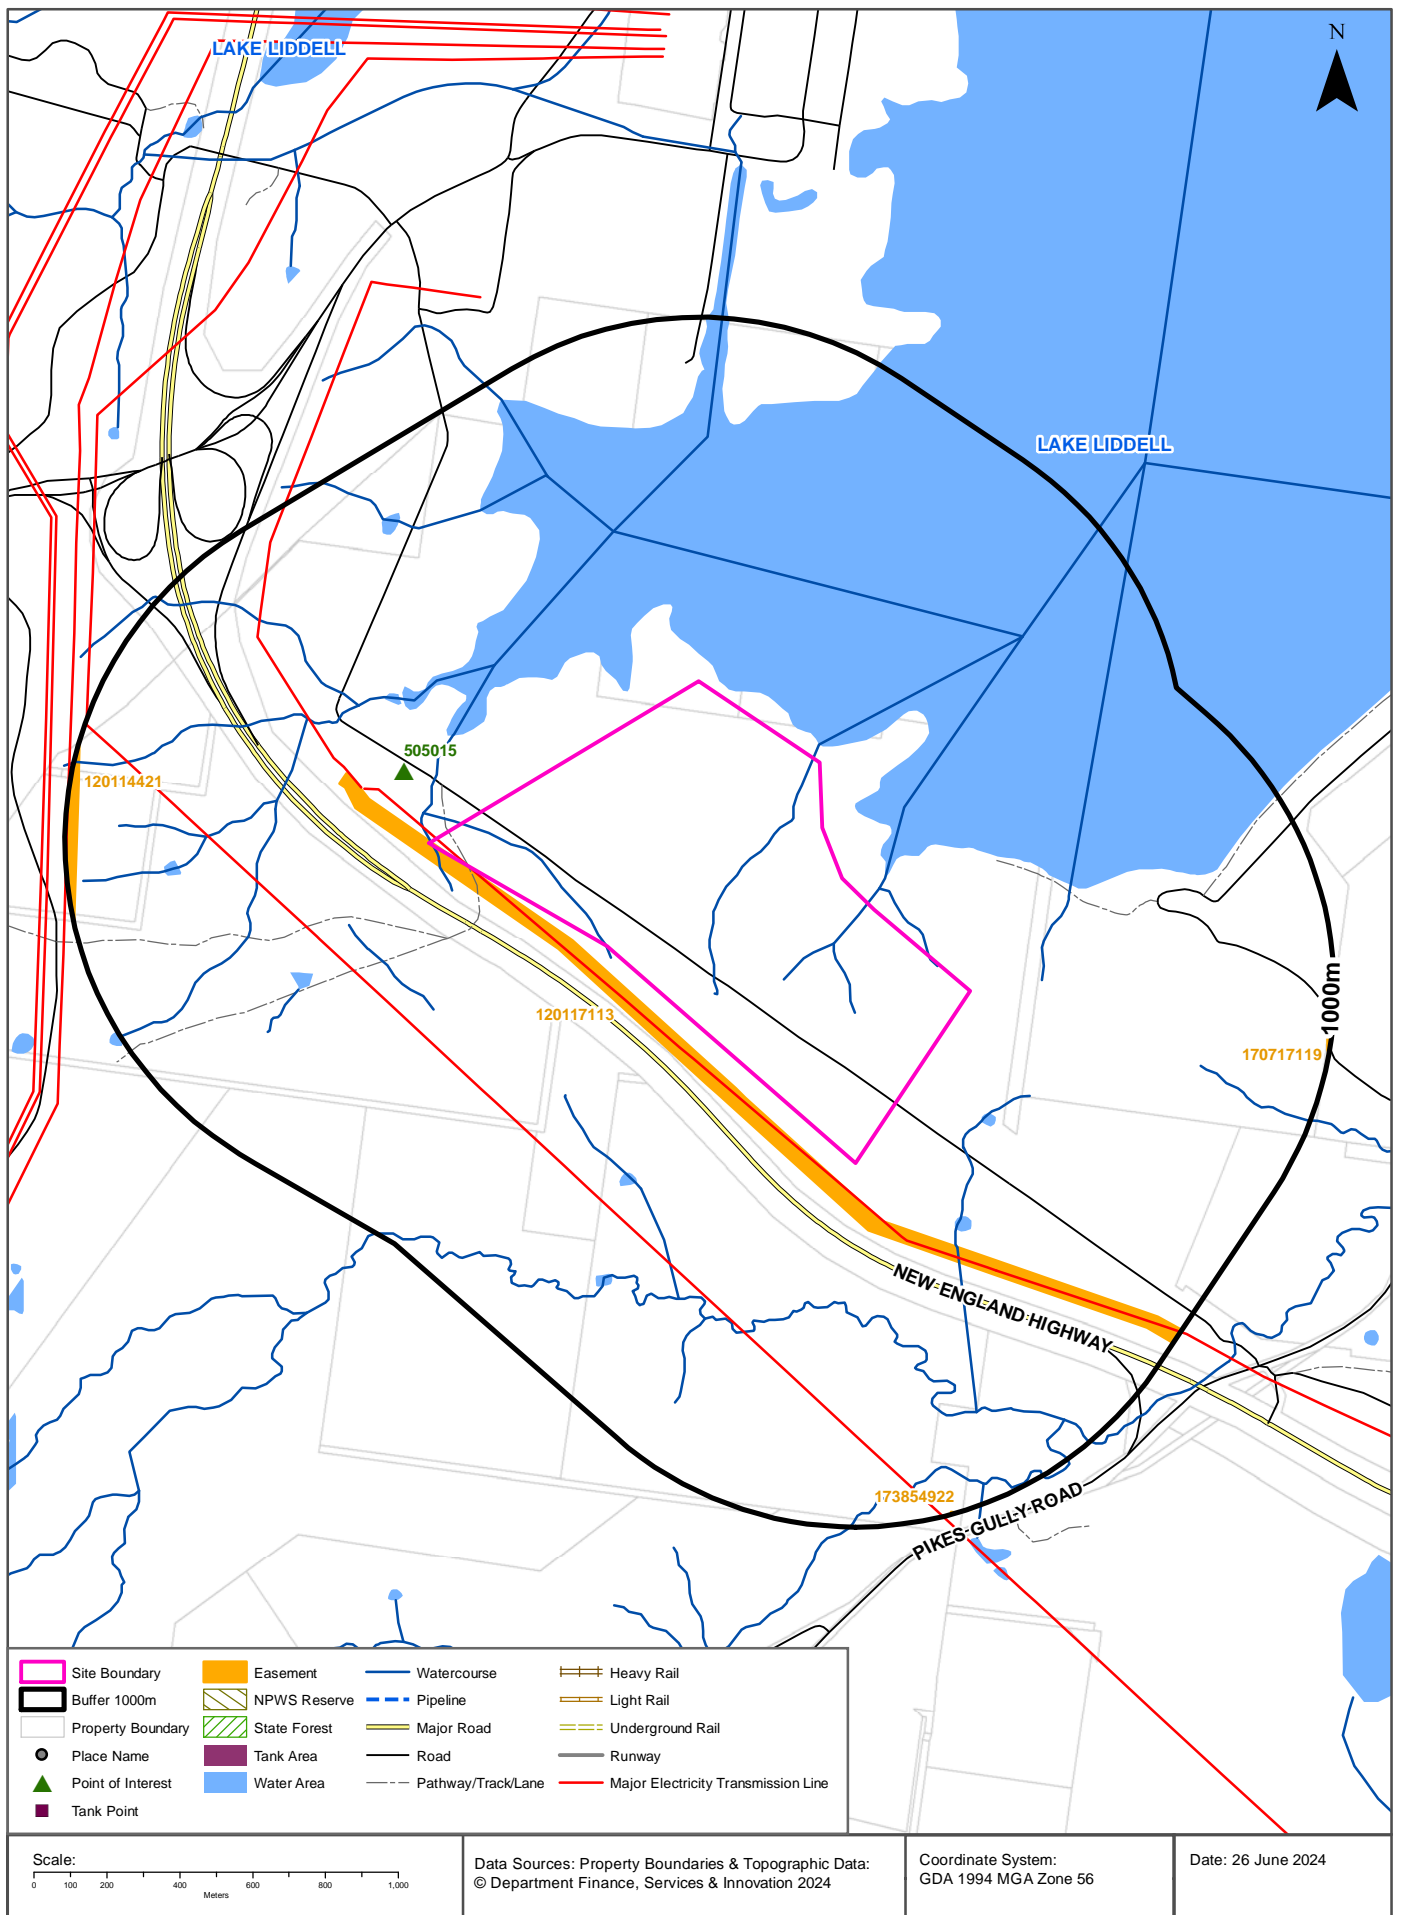 N
LAKE LIDDELL
LAKE LIDDELL
505015
120114421
1000m
120117113
170717119
NEW ENGLAND HIGHWAY
173854922
PIKES GULLY ROAD
Site Boundary
Buffer 1000m
Property Boundary
Place Name
Point of Interest
Tank Point
Easement
NPWS Reserve
State Forest
Tank Area
Water Area
Watercourse
Pipeline
Major Road
Road
Pathway/Track/Lane
Heavy Rail
Light Rail
Underground Rail
Runway
Major Electricity Transmission Line
Scale:
0 100 200 400 600 800 1,000
Meters
Data Sources: Property Boundaries & Topographic Data:
© Department Finance, Services & Innovation 2024
Coordinate System:
GDA 1994 MGA Zone 56
Date: 26 June 2024